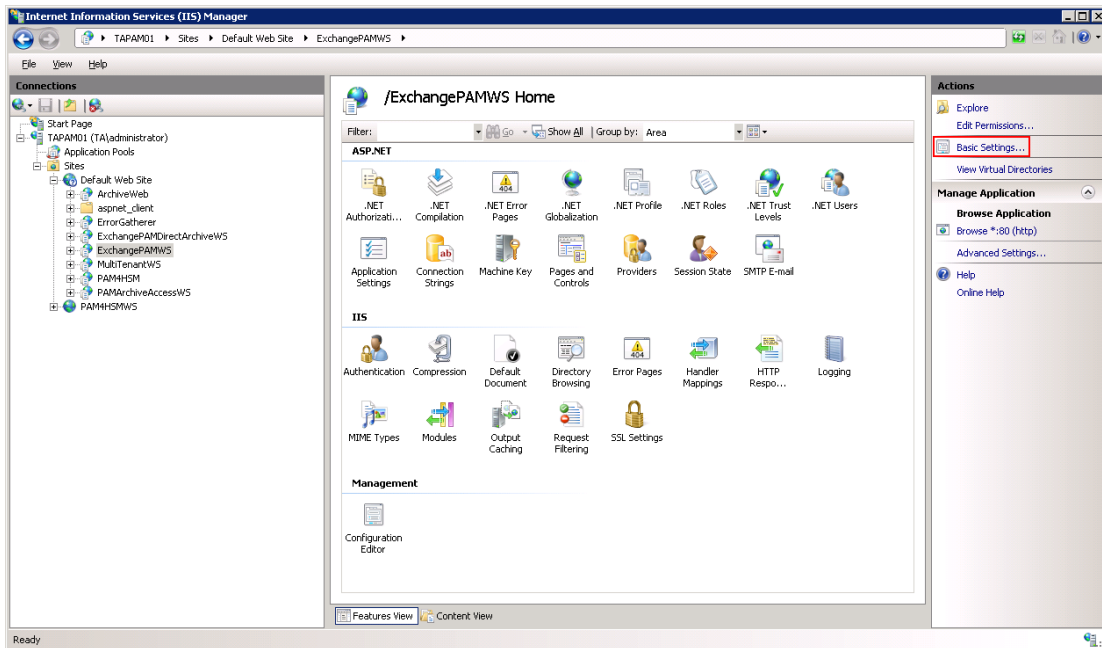 Internet Information Services (IIS) Manager
TAPAM01 Sites Default Web Site ExchangePAMWS
File View Help
Connections
Start Page
TAPAM01 (TA\administrator)
Application Pools
Sites
Default Web Site
ArchiveWeb
aspnet_client
ErrorGatherer
ExchangePAMDirectArchiveWS
ExchangePAMWS
MultiTenantWS
PAM4HSM
PAMArchiveAccessWS
PAM4HSMWS
/ExchangePAMWS Home
Filter: Go Show All Group by: Area
ASP.NET
.NET Authorizati...
.NET Compilation
.NET Error Pages
.NET Globalization
.NET Profile
.NET Roles
.NET Trust Levels
.NET Users
Application Settings
Connection Strings
Machine Key
Pages and Controls
Providers
Session State
SMTP E-mail
IIS
Authentication
Compression
Default Document
Directory Browsing
Error Pages
Handler Mappings
HTTP Respo...
Logging
MIME Types
Modules
Output Caching
Request Filtering
SSL Settings
Management
Configuration Editor
Features View Content View
Actions
Explore
Edit Permissions...
Basic Settings...
View Virtual Directories
Manage Application
Browse Application
Browse *:80 (http)
Advanced Settings...
Help
Online Help
Ready